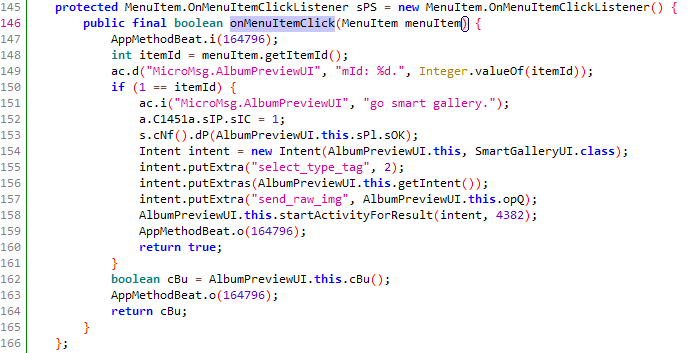 145 protected MenuItem.OnMenuItemClickListener sPS = new MenuItem.OnMenuItemClickListener() {
146 public final boolean onMenuItemClick(MenuItem menuItem) {
147 AppMethodBeat.i(164796);
148 int itemId = menuItem.getItemId();
149 ac.d("MicroMsg.AlbumPreviewUI", "mId: %d.", Integer.valueOf(itemId));
150 if (1 == itemId) {
151 ac.i("MicroMsg.AlbumPreviewUI", "go smart gallery.");
152 a.C1451a.sIP.sIC = 1;
153 s.cNf().dP(AlbumPreviewUI.this.sPl.sOK);
154 Intent intent = new Intent(AlbumPreviewUI.this, SmartGalleryUI.class);
155 intent.putExtra("select_type_tag", 2);
156 intent.putExtras(AlbumPreviewUI.this.getIntent());
157 intent.putExtra("send_raw_img", AlbumPreviewUI.this.opQ);
158 AlbumPreviewUI.this.startActivityForResult(intent, 4382);
159 AppMethodBeat.o(164796);
160 return true;
161 }
162 boolean cBu = AlbumPreviewUI.this.cBu();
163 AppMethodBeat.o(164796);
164 return cBu;
165 }
166 };